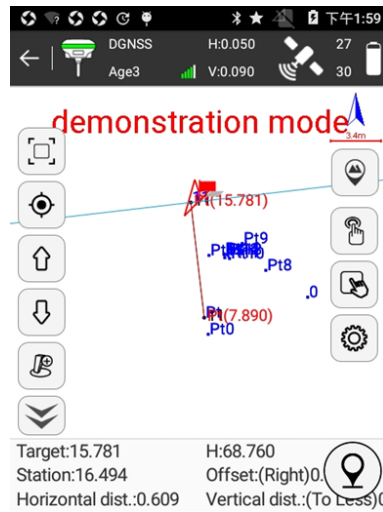 下午1:59
DGNSS H:0.050 27
Age3 V:0.090 30
demonstration mode
3.4m
(15.781)
Pt9
Pt8
.0
(7.890)
Pt0
Target:15.781 H:68.760
Station:16.494 Offset:(Right)0.
Horizontal dist.:0.609 Vertical dist.:(To Less)0